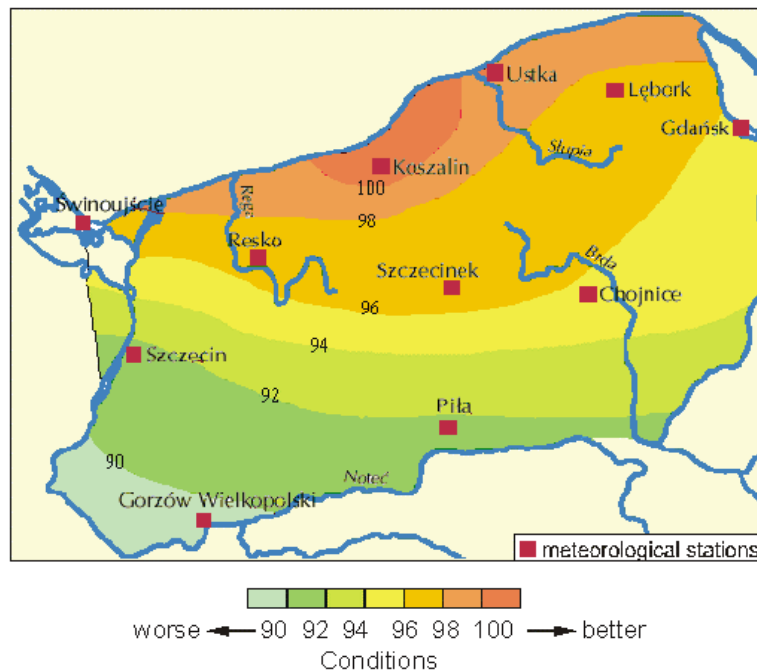 Ustka
Lębork
Gdańsk
Słupia
Koszalin
100
Rega
Świnoujście
98
Resko
Brda
Szczecinek
Chojnice
96
94
Szczecin
92
Piła
90
Noteć
Gorzów Wielkopolski
meteorological stations
worse 90 92 94 96 98 100 better
Conditions